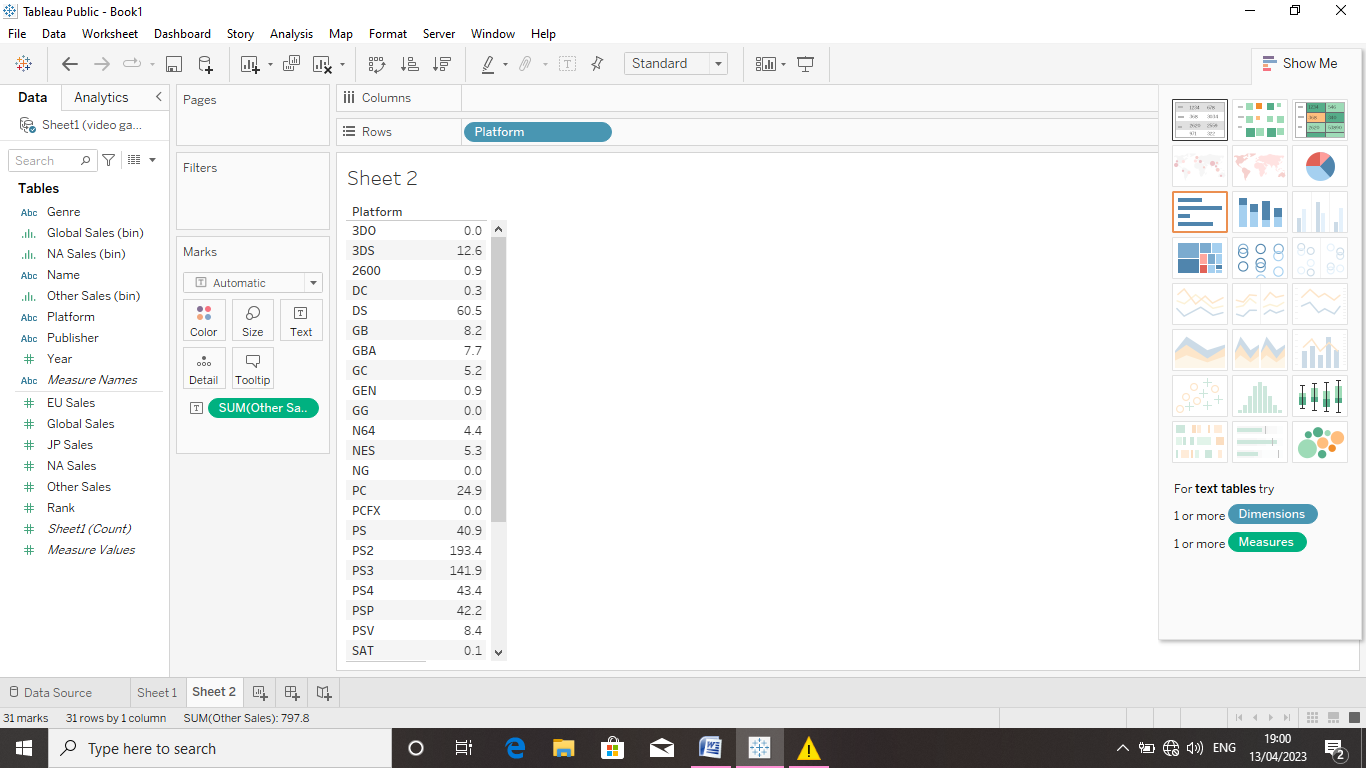 Tableau Public - Book1
File Data Worksheet Dashboard Story Analysis Map Format Server Window Help
Standard
Show Me
Data Analytics
Sheet1 (video ga...
Search
Tables
Abc Genre
Global Sales (bin)
NA Sales (bin)
Abc Name
Other Sales (bin)
Abc Platform
Abc Publisher
# Year
Abc Measure Names
# EU Sales
# Global Sales
# JP Sales
# NA Sales
# Other Sales
# Rank
# Sheet1 (Count)
# Measure Values
Pages
Filters
Marks
Automatic
Color Size Text
Detail Tooltip
SUM(Other Sa..
Columns
Rows Platform
Sheet 2
Platform
3DO 0.0
3DS 12.6
2600 0.9
DC 0.3
DS 60.5
GB 8.2
GBA 7.7
GC 5.2
GEN 0.9
GG 0.0
N64 4.4
NES 5.3
NG 0.0
PC 24.9
PCFX 0.0
PS 40.9
PS2 193.4
PS3 141.9
PS4 43.4
PSP 42.2
PSV 8.4
SAT 0.1
For text tables try
1 or more Dimensions
1 or more Measures
Data Source Sheet 1 Sheet 2
31 marks 31 rows by 1 column SUM(Other Sales): 797.8
Type here to search
ENG
19:00
13/04/2023
2